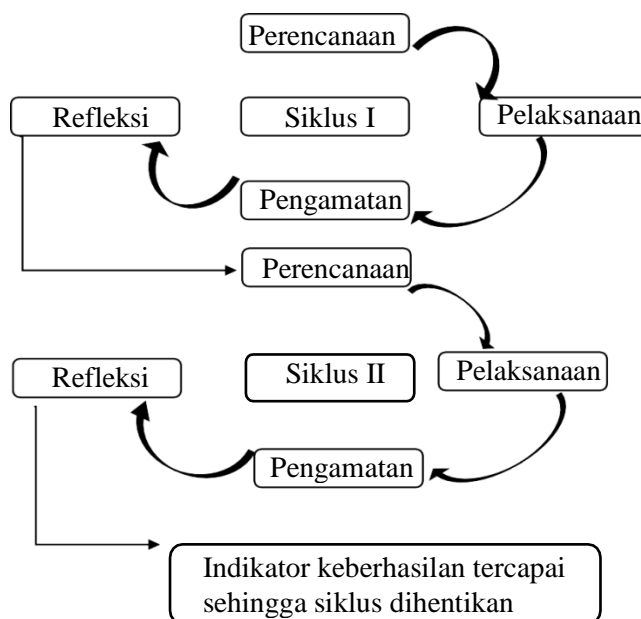 Perencanaan
Refleksi
Siklus I
Pelaksanaan
Pengamatan
Perencanaan
Refleksi
Siklus II
Pelaksanaan
Pengamatan
Indikator keberhasilan tercapai
sehingga siklus dihentikan